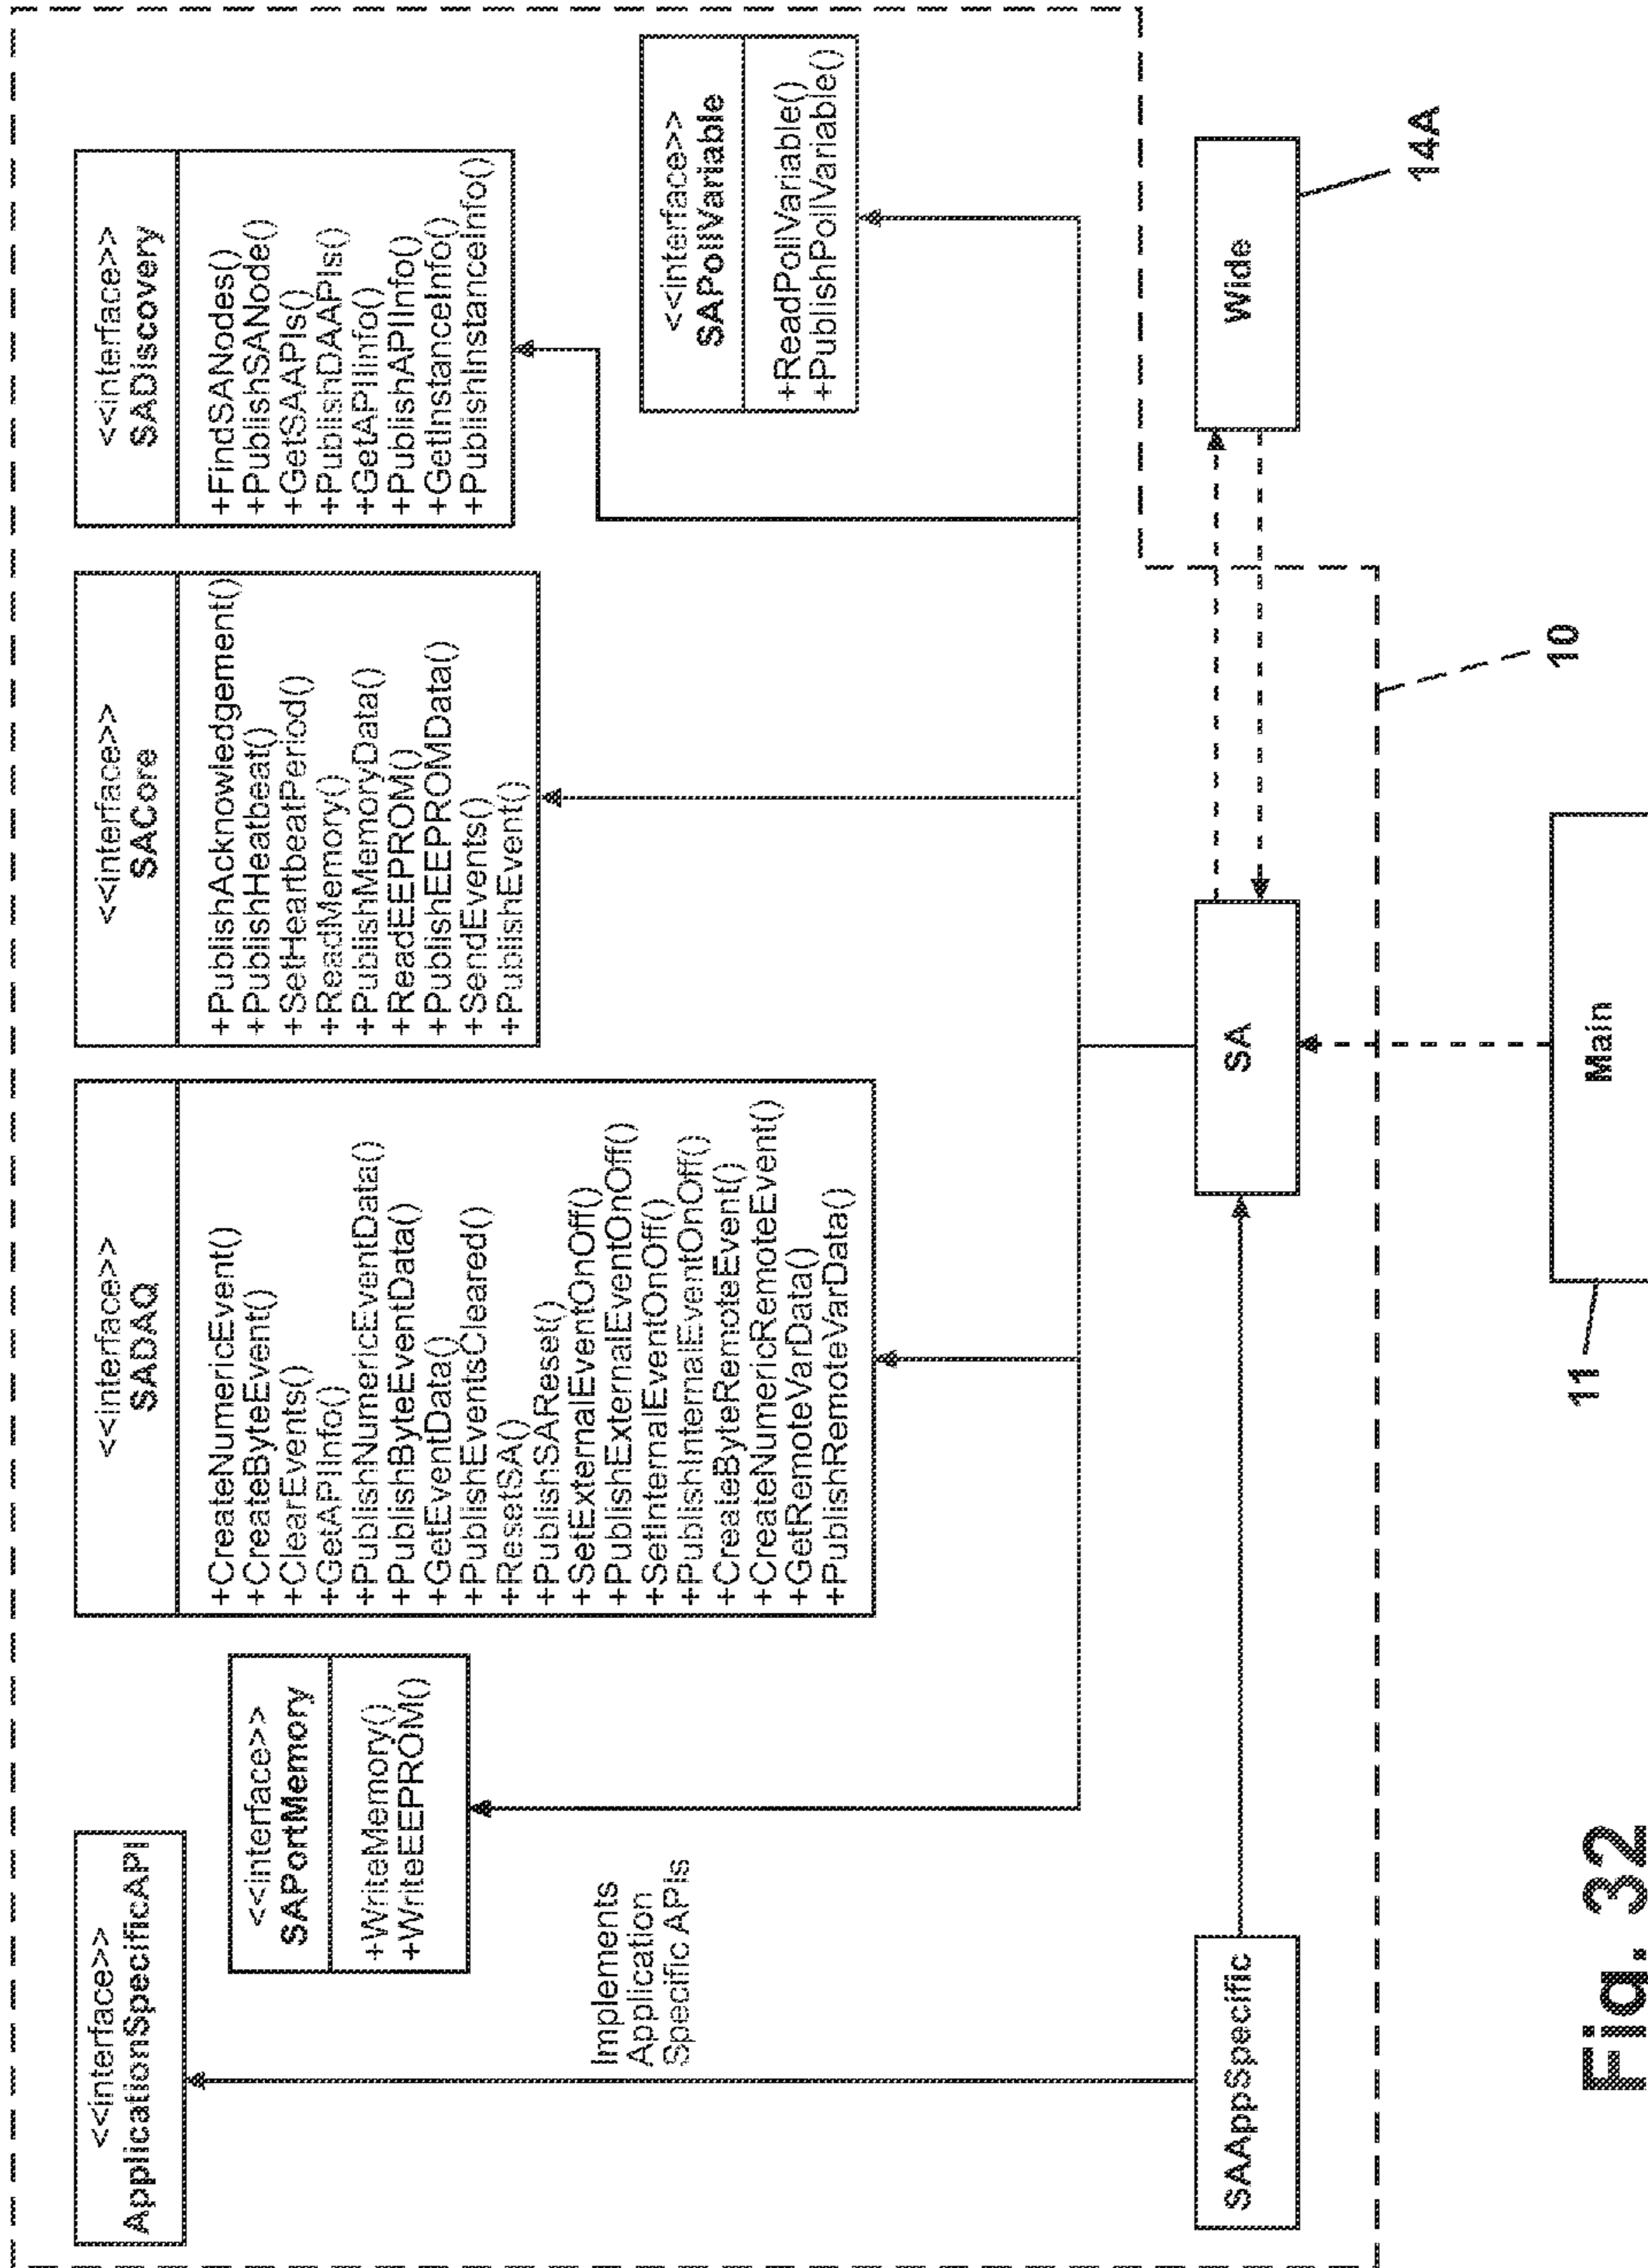 <<interface>>
ApplicationSpecificAPI
<<interface>>
SAPortMemory
+WriteMemory()
+WriteEEPROM()
Implements
Application
Specific APIs
<<interface>>
SADAQ
+CreateNumericEvent()
+CreateByteEvent()
+ClearEvents()
+GetAPIInfo()
+PublishNumericEventData()
+PublishByteEventData()
+GetEventData()
+PublishEventsCleared()
+ResetSA()
+PublishSAReset()
+SetExternalEventOnOff()
+PublishExternalEventOnOff()
+SetInternalEventOnOff()
+PublishInternalEventOnOff()
+CreateByteRemoteEvent()
+CreateNumericRemoteEvent()
+GetRemoteVarData()
+PublishRemoteVarData()
<<interface>>
SACore
+PublishAcknowledgement()
+PublishHeatbeat()
+SetHeartbeatPeriod()
+ReadMemory()
+PublishMemoryData()
+ReadEEPROM()
+PublishEEPROMData()
+SendEvents()
+PublishEvent()
<<interface>>
SADiscovery
+FindSANodes()
+PublishSANode()
+GetSAAPIs()
+PublishDAAPIs()
+GetAPIInfo()
+PublishAPIInfo()
+GetInstanceInfo()
+PublishInstanceInfo()
<<interface>>
SAPollVariable
+ReadPollVariable()
+PublishPollVariable()
SAAppSpecific
SA
Wide
14A
10
11
Main
Fig. 32